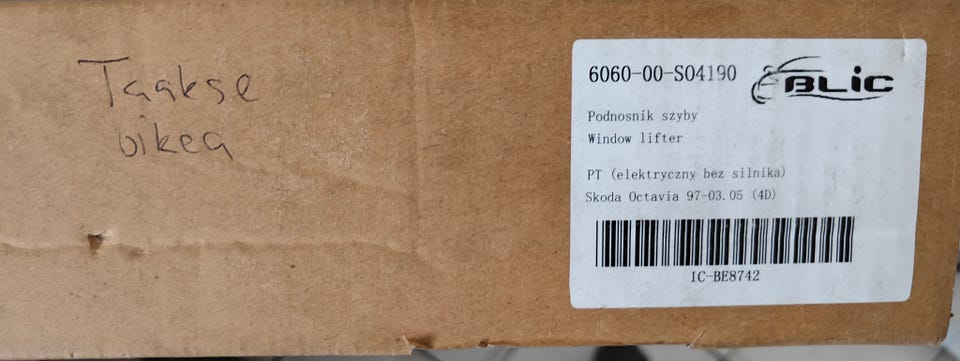 Taakse
oikea
6060-00-S04190
BLIC
Podnosnik szyby
Window lifter
PT (elektryczny bez silnika)
Skoda Octavia 97-03.05 (4D)
IC-BE8742